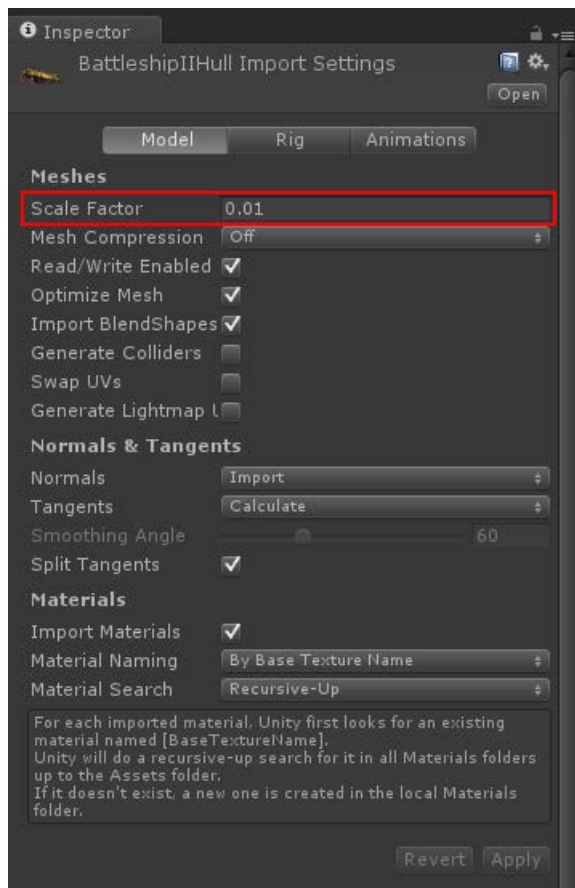 Inspector
BattleshipIIHull Import Settings
Open
Model Rig Animations
Meshes
Scale Factor 0.01
Mesh Compression Off
Read/Write Enabled
Optimize Mesh
Import BlendShapes
Generate Colliders
Swap UVs
Generate Lightmap U
Normals & Tangents
Normals Import
Tangents Calculate
Smoothing Angle 60
Split Tangents
Materials
Import Materials
Material Naming By Base Texture Name
Material Search Recursive-Up
For each imported material, Unity first looks for an existing
material named [BaseTextureName].
Unity will do a recursive-up search for it in all Materials folders
up to the Assets folder.
If it doesn't exist, a new one is created in the local Materials
folder.
Revert Apply